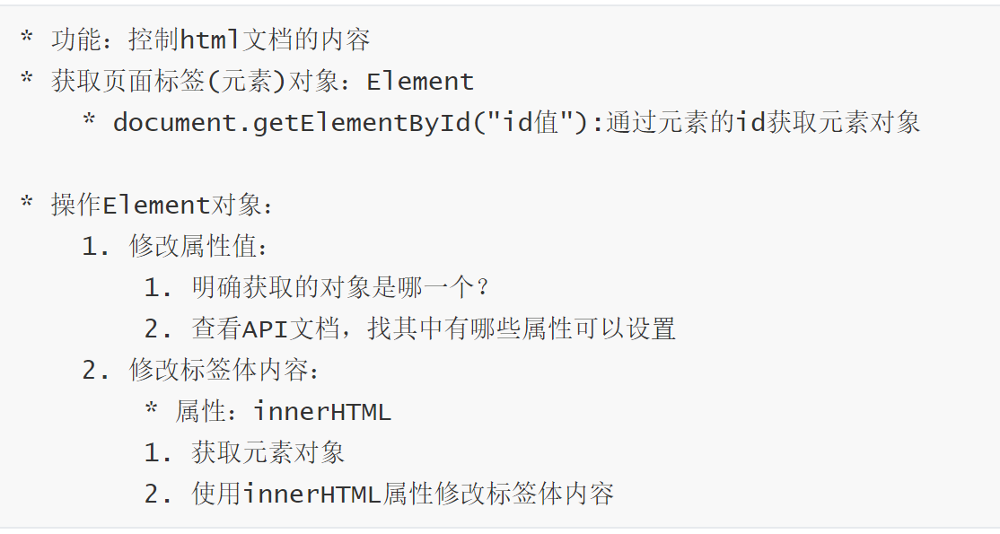 * 功能：控制html文档的内容
* 获取页面标签(元素)对象：Element
* document.getElementById("id值"):通过元素的id获取元素对象
* 操作Element对象：
1. 修改属性值：
1. 明确获取的对象是哪一个？
2. 查看API文档，找其中有哪些属性可以设置
2. 修改标签体内容：
* 属性：innerHTML
1. 获取元素对象
2. 使用innerHTML属性修改标签体内容